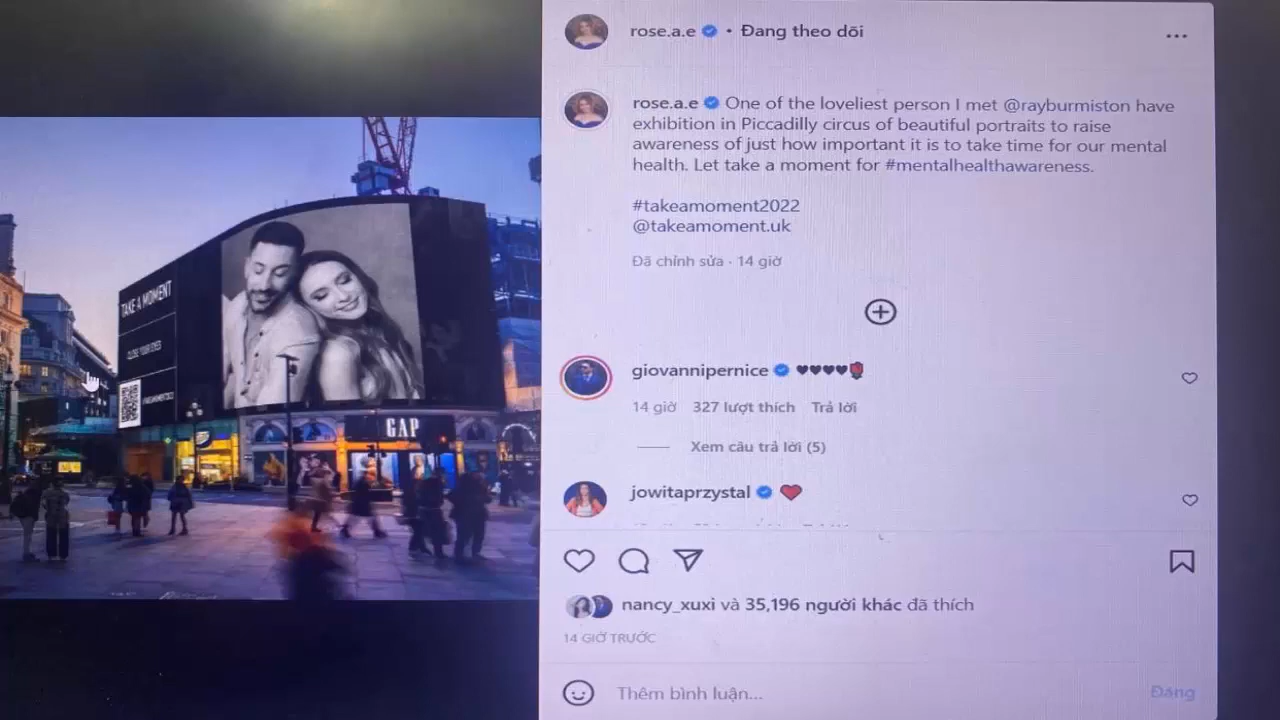 TAKE A MOMENT
CLOSE YOUR EYES
GAP
rose.a.e • Đang theo dõi
rose.a.e One of the loveliest person I met @rayburmiston have
exhibition in Piccadilly circus of beautiful portraits to raise
awareness of just how important it is to take time for our mental
health. Let take a moment for #mentalhealthawareness.
#takeamoment2022
@takeamoment.uk
Đã chỉnh sửa · 14 giờ
giovannipernice
14 giờ 327 lượt thích Trả lời
Xem câu trả lời (5)
jowitaprzystal
nancy_xuxi và 35,196 người khác đã thích
14 GIỜ TRƯỚC
Thêm bình luận...
Đăng